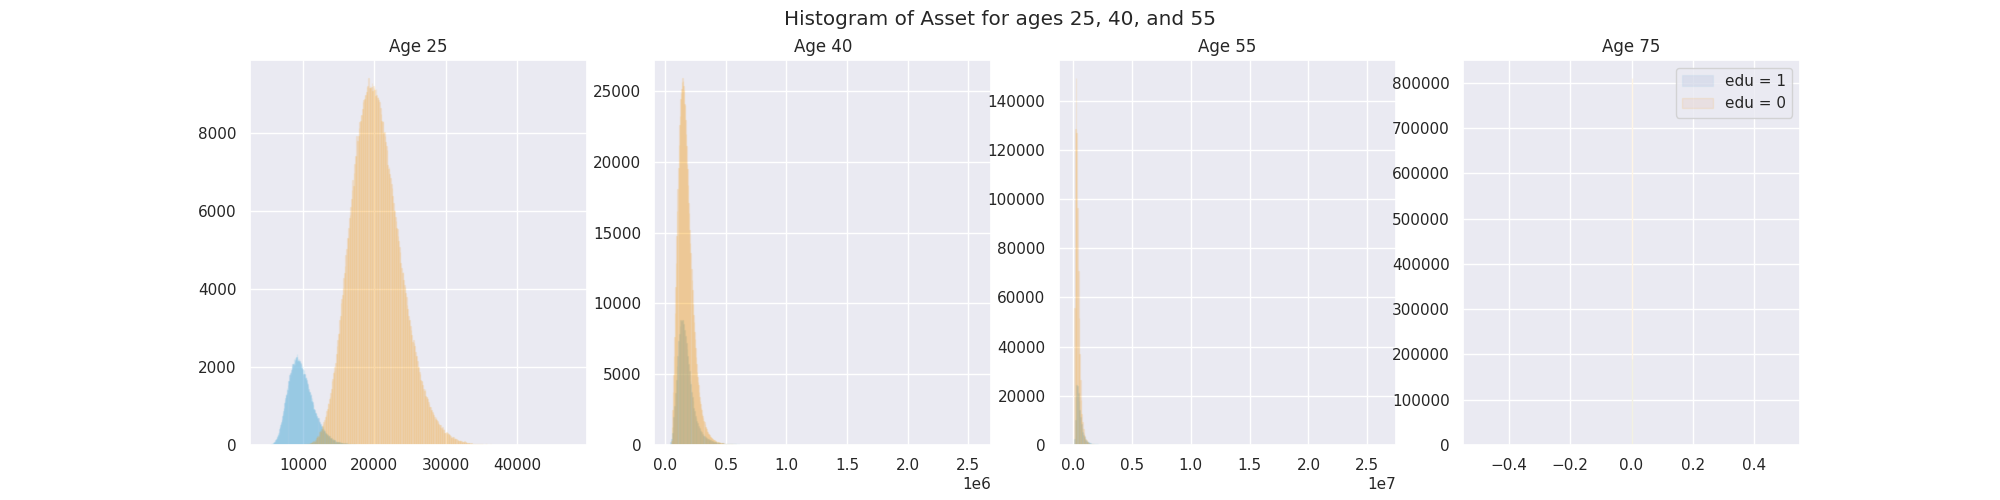 Histogram of Asset for ages 25, 40, and 55
Age 25
8000
6000
4000
2000
0
10000 20000 30000 40000
Age 40
25000
20000
15000
10000
5000
0
0.0 0.5 1.0 1.5 2.0 2.5
1e6
Age 55
140000
120000
100000
80000
60000
40000
20000
0
0.0 0.5 1.0 1.5 2.0 2.5
1e7
Age 75
edu = 1
edu = 0
800000
700000
600000
500000
400000
300000
200000
100000
0
−0.4 −0.2 0.0 0.2 0.4